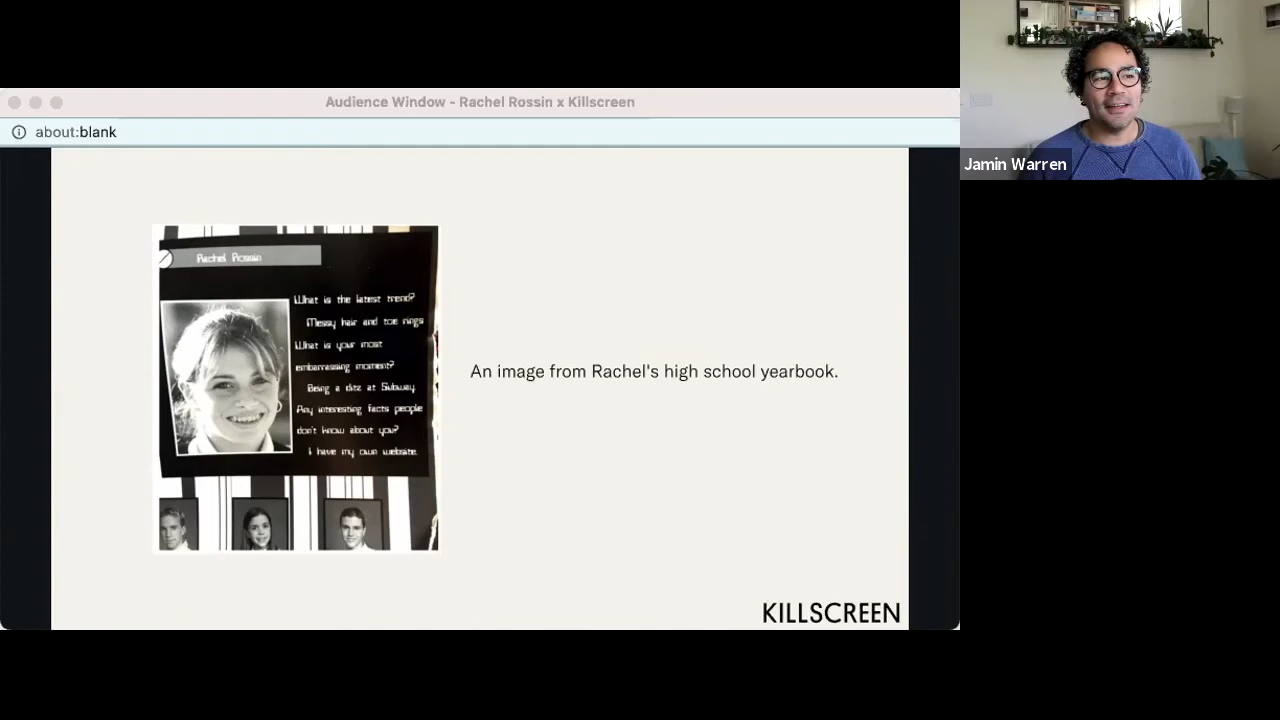 Audience Window - Rachel Rossin x Killscreen
about:blank
Jamin Warren
Rachel Rossin
What is the latest trend?
Messy hair and toe rings
What is your most
embarrassing moment?
Being a ditz at Subway.
Any interesting facts people
don't know about you?
I have my own website.
An image from Rachel's high school yearbook.
KILLSCREEN